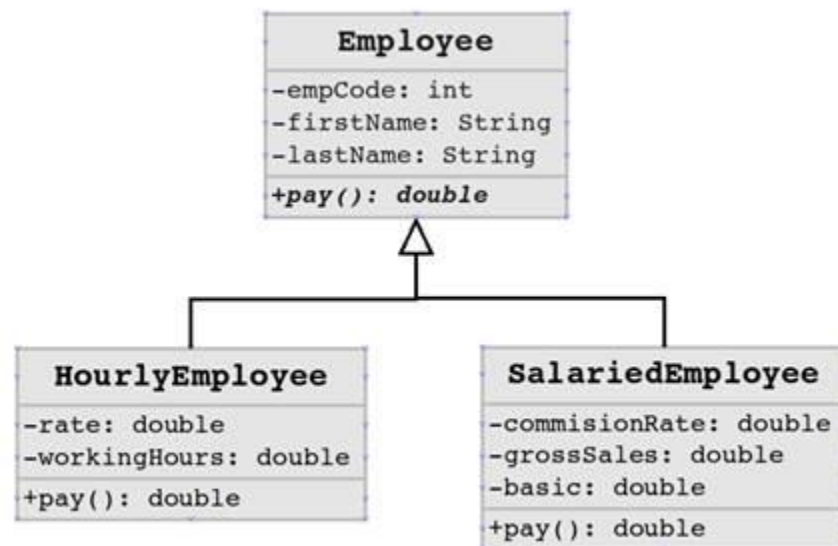 Employee
-empCode: int
-firstName: String
-lastName: String
+pay(): double
HourlyEmployee
-rate: double
-workingHours: double
+pay(): double
SalariedEmployee
-commisionRate: double
-grossSales: double
-basic: double
+pay(): double